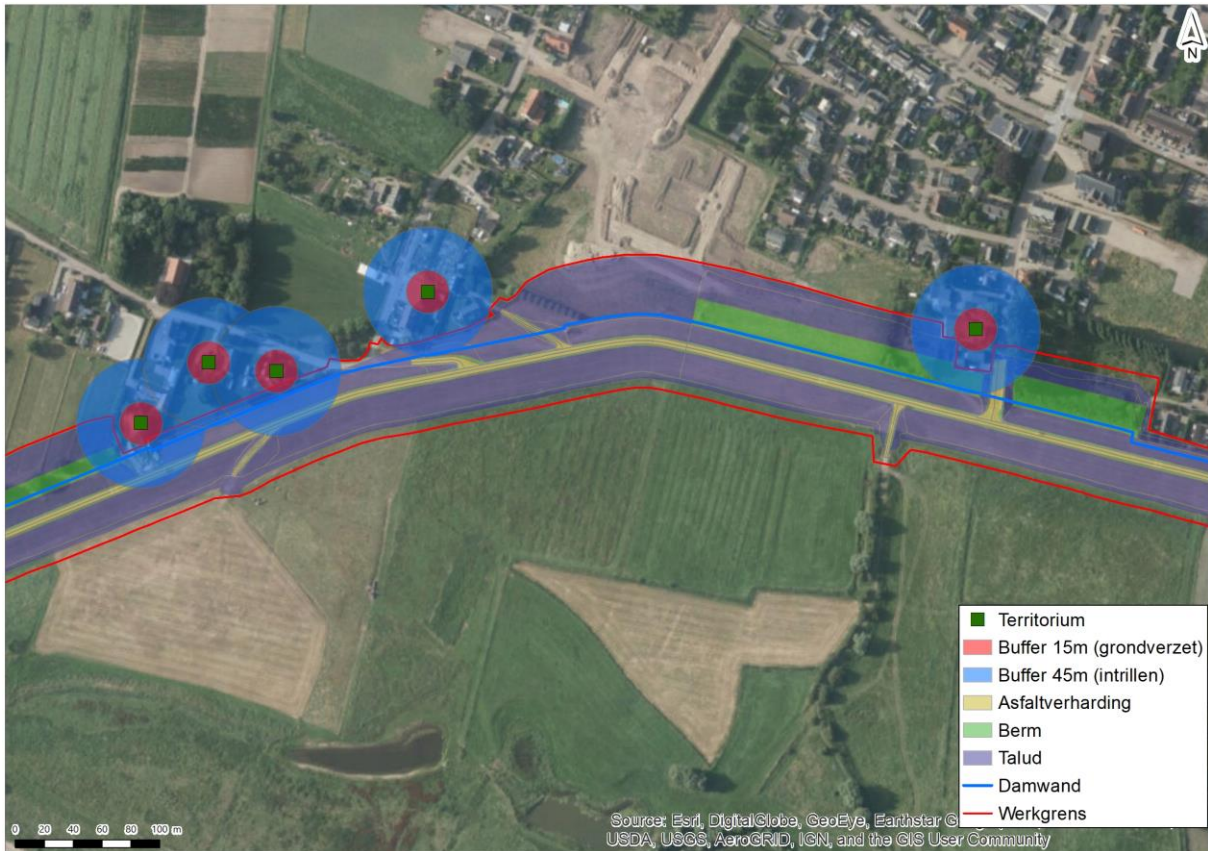 N
Territorium
Buffer 15m (grondverzet)
Buffer 45m (intrillen)
Asfaltverharding
Berm
Talud
Damwand
Werkgrens
0 20 40 60 80 100 m
Source: Esri, DigitalGlobe, GeoEye, Earthstar G
USDA, USGS, AeroGRID, IGN, and the GIS User Community